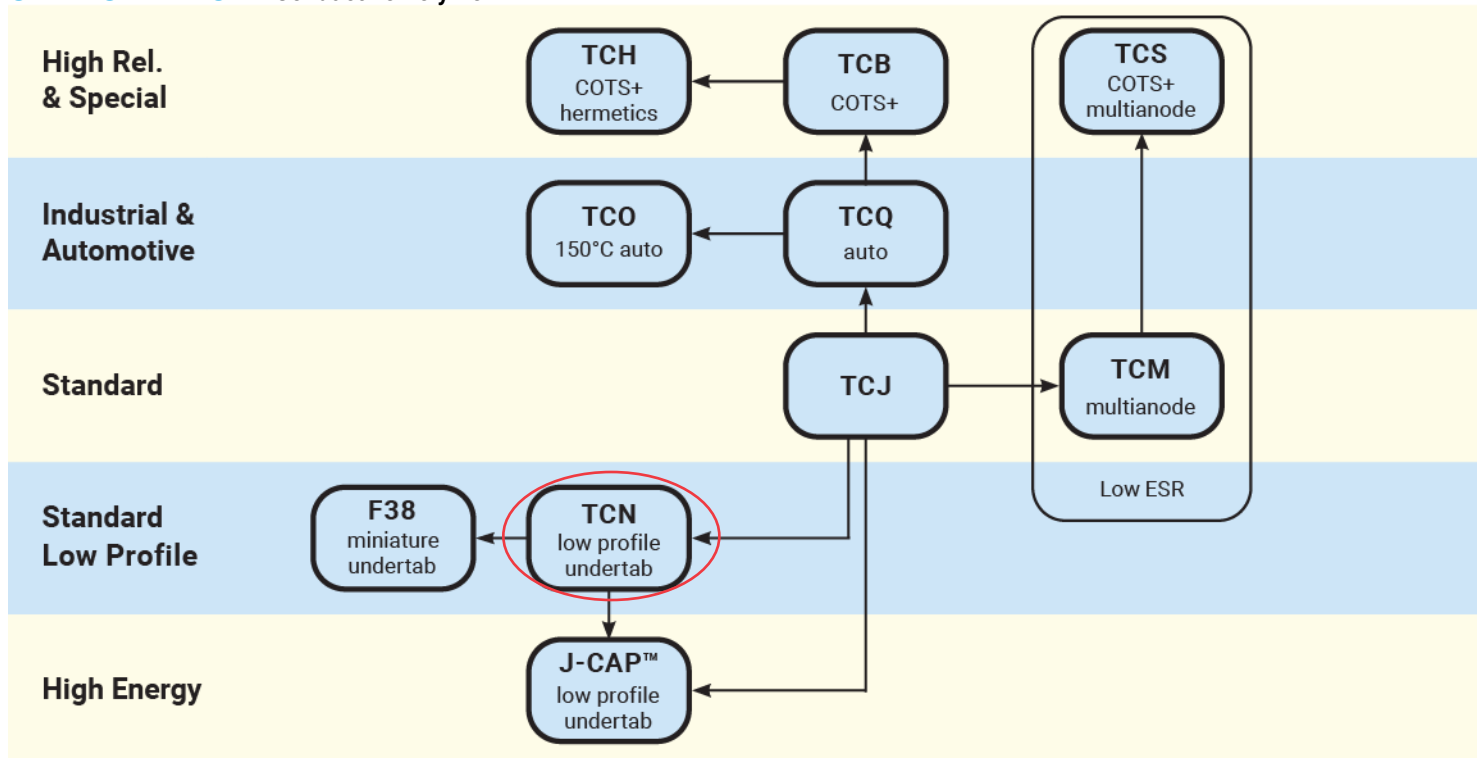 High Rel.
& Special
TCH
COTS+
hermetics
TCB
COTS+
TCS
COTS+
multianode
Industrial &
Automotive
TCO
150°C auto
TCQ
auto
Standard
TCJ
TCM
multianode
Low ESR
Standard
Low Profile
F38
miniature
undertab
TCN
low profile
undertab
High Energy
J-CAP™
low profile
undertab